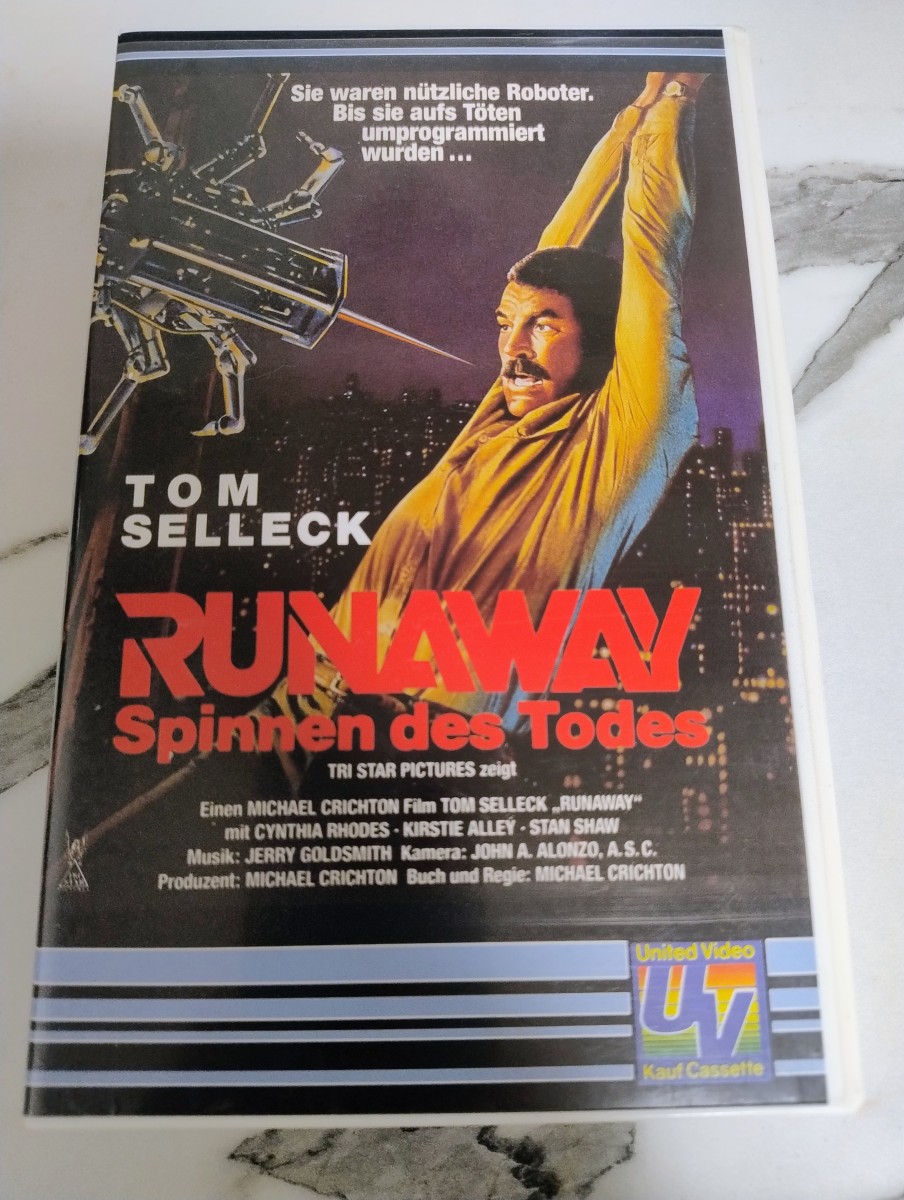 Sie waren nützliche Roboter.
Bis sie aufs Töten
umprogrammiert
wurden...
TOM
SELLECK
RUNAWAY
Spinnen des Todes
TRI STAR PICTURES zeigt
Einen MICHAEL CRICHTON Film TOM SELLECK „RUNAWAY“
mit CYNTHIA RHODES · KIRSTIE ALLEY · STAN SHAW
Musik: JERRY GOLDSMITH Kamera: JOHN A. ALONZO, A.S.C.
Produzent: MICHAEL CRICHTON Buch und Regie: MICHAEL CRICHTON
United Video
UV
Kauf Cassette